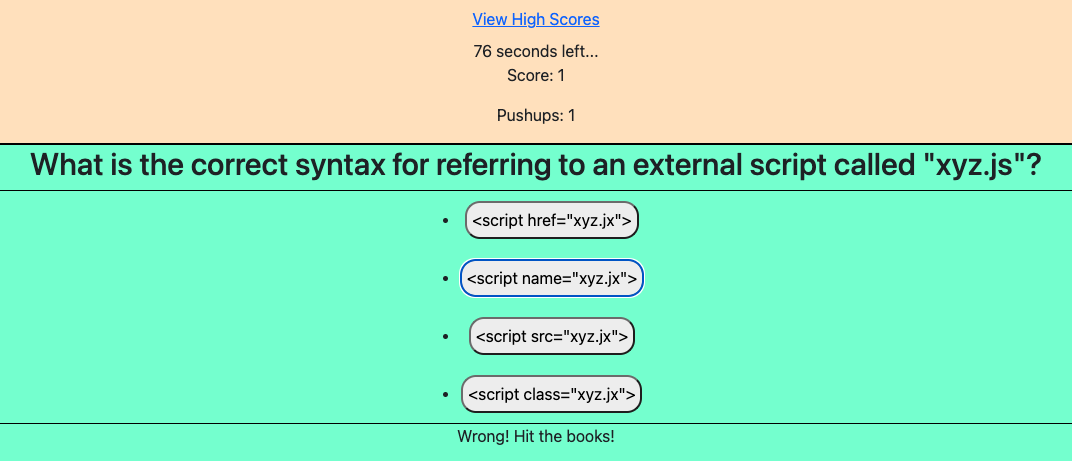 View High Scores
76 seconds left...
Score: 1
Pushups: 1
What is the correct syntax for referring to an external script called "xyz.js"?
<script href="xyz.jx">
<script name="xyz.jx">
<script src="xyz.jx">
<script class="xyz.jx">
Wrong! Hit the books!